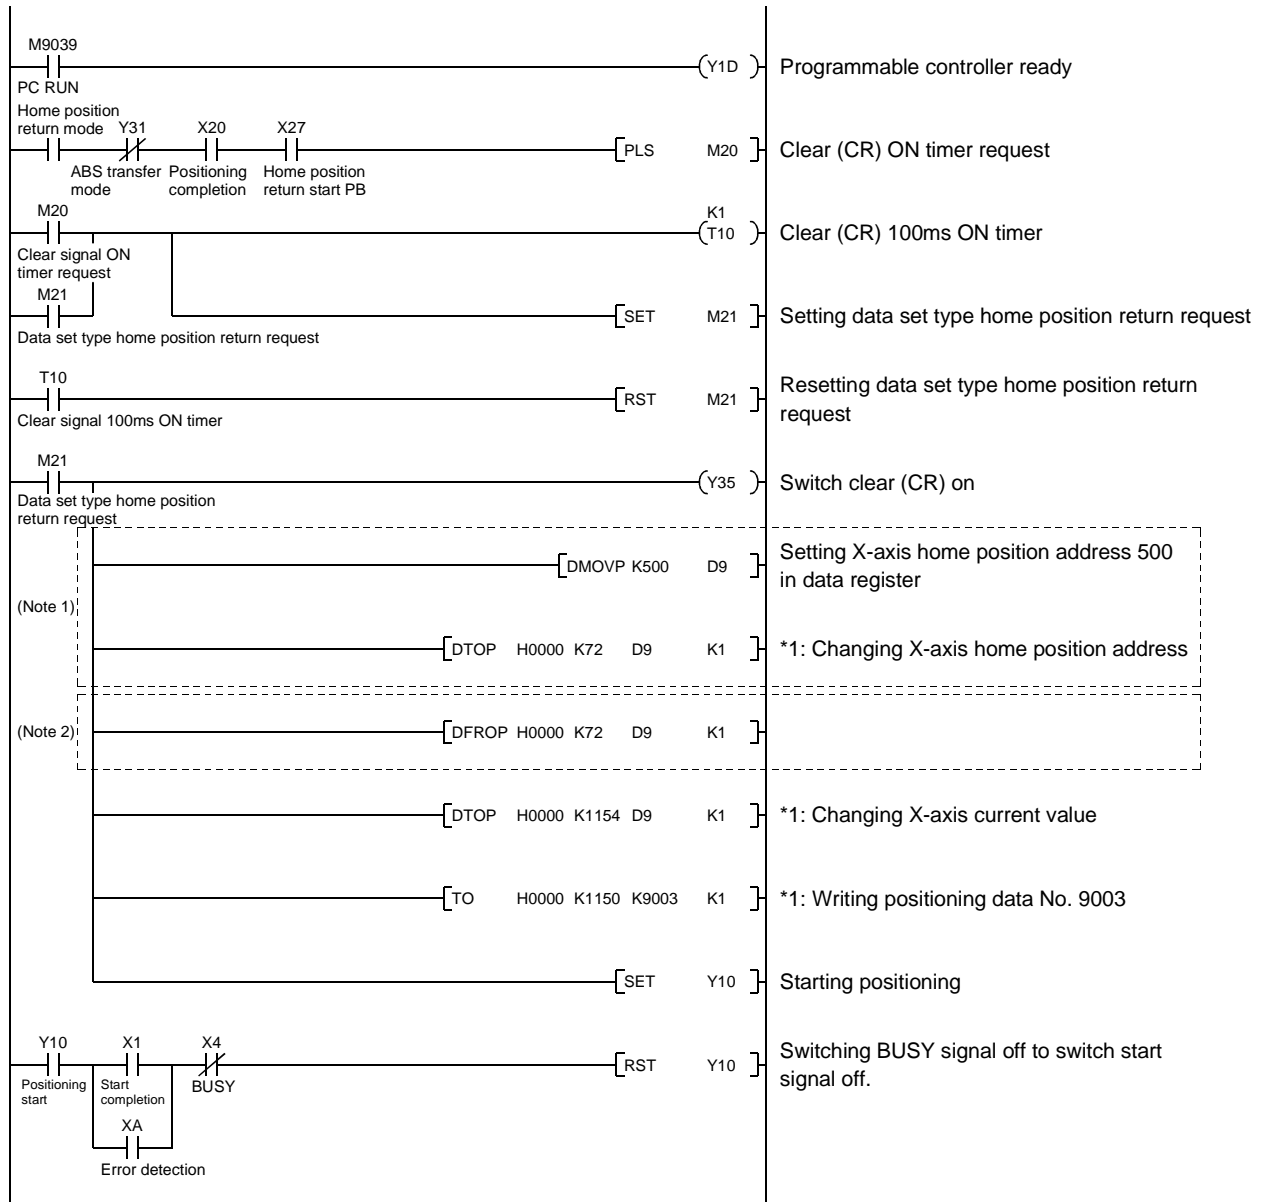 M9039
(Y1D ) Programmable controller ready
PC RUN
Home position
return mode Y31 X20 X27
[PLS M20 ] Clear (CR) ON timer request
ABS transfer mode
Positioning completion
Home position return start PB
M20
K1
(T10 ) Clear (CR) 100ms ON timer
Clear signal ON
timer request
M21
[SET M21 ] Setting data set type home position return request
Data set type home position return request
T10
[RST M21 ] Resetting data set type home position return
request
Clear signal 100ms ON timer
M21
(Y35 ) Switch clear (CR) on
Data set type home position
return request
[DMOVP K500 D9 ] Setting X-axis home position address 500
in data register
(Note 1)
[DTOP H0000 K72 D9 K1 ] *1: Changing X-axis home position address
(Note 2) [DFROP H0000 K72 D9 K1 ]
[DTOP H0000 K1154 D9 K1 ] *1: Changing X-axis current value
[TO H0000 K1150 K9003 K1 ] *1: Writing positioning data No. 9003
[SET Y10 ] Starting positioning
Y10 X1 X4
[RST Y10 ] Switching BUSY signal off to switch start
signal off.
Positioning
start
Start
completion
BUSY
XA
Error detection